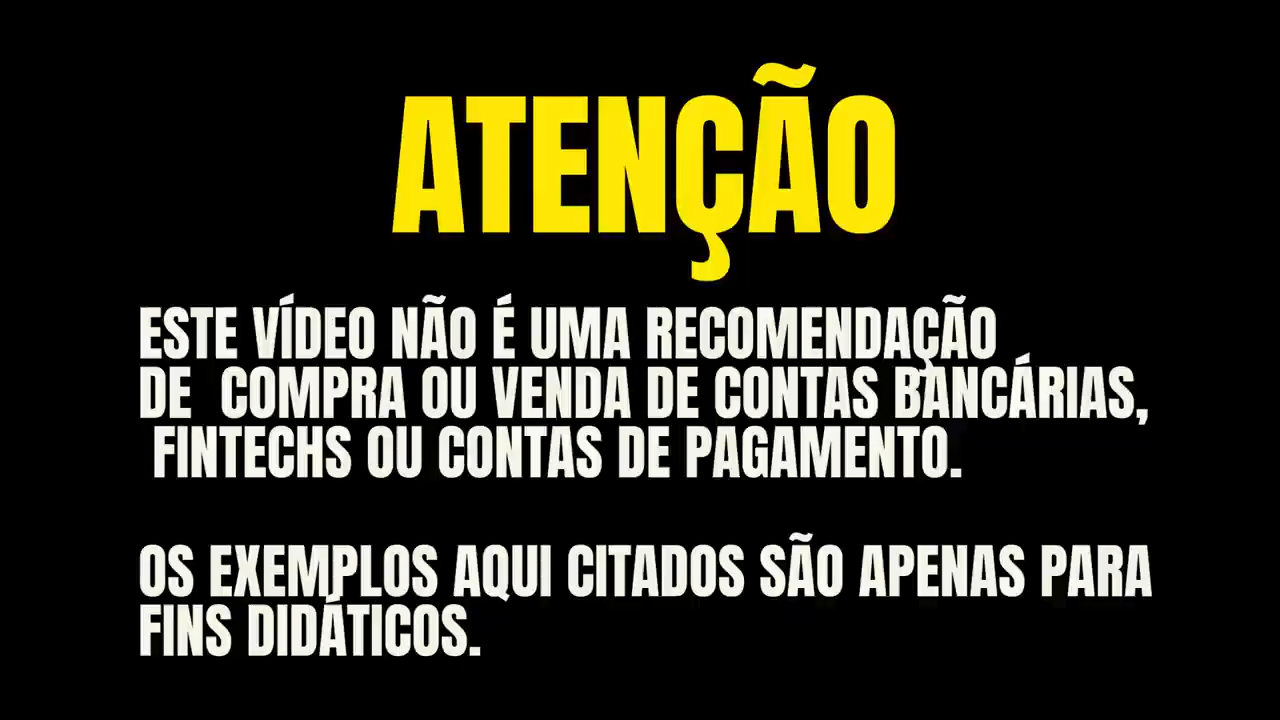 ATENÇÃO
ESTE VÍDEO NÃO É UMA RECOMENDAÇÃO
DE COMPRA OU VENDA DE CONTAS BANCÁRIAS,
FINTECHS OU CONTAS DE PAGAMENTO.
OS EXEMPLOS AQUI CITADOS SÃO APENAS PARA
FINS DIDÁTICOS.